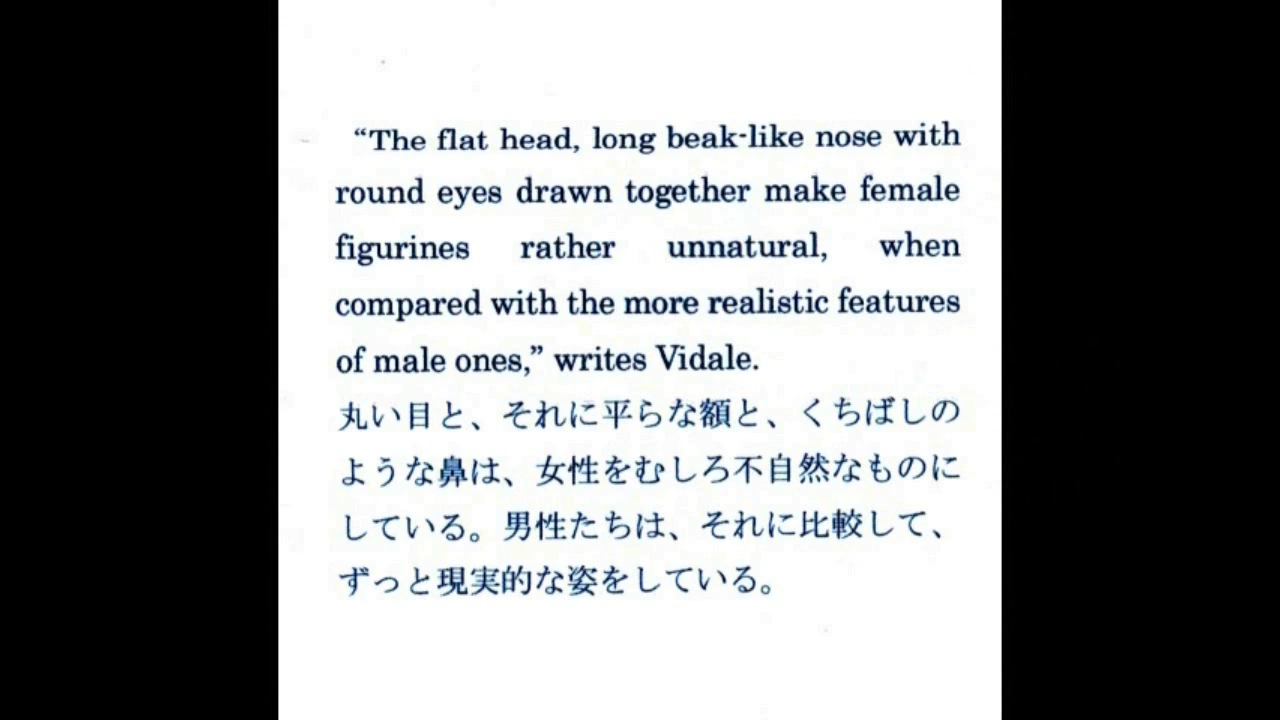 “The flat head, long beak-like nose with
round eyes drawn together make female
figurines rather unnatural, when
compared with the more realistic features
of male ones,” writes Vidale.
丸い目と、それに平らな額と、くちばしの
ような鼻は、女性をむしろ不自然なものに
している。男性たちは、それに比較して、
ずっと現実的な姿をしている。